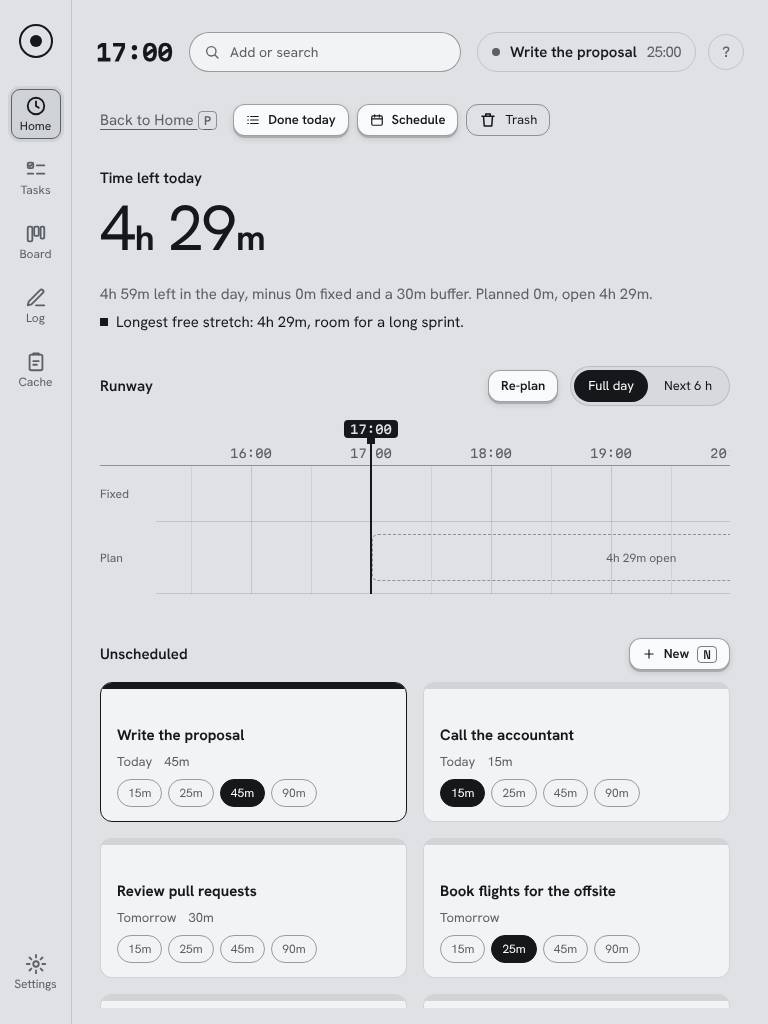 17:00
Add or search
Write the proposal 25:00
?
Home
Tasks
Board
Log
Cache
Settings
Back to Home P
Done today
Schedule
Trash
Time left today
4h 29m
4h 59m left in the day, minus 0m fixed and a 30m buffer. Planned 0m, open 4h 29m.
Longest free stretch: 4h 29m, room for a long sprint.
Runway
Re-plan
Full day
Next 6 h
17:00
16:00 17:00 18:00 19:00 20
Fixed
Plan
4h 29m open
Unscheduled
New N
Write the proposal
Today 45m
15m 25m 45m 90m
Call the accountant
Today 15m
15m 25m 45m 90m
Review pull requests
Tomorrow 30m
15m 25m 45m 90m
Book flights for the offsite
Tomorrow
15m 25m 45m 90m